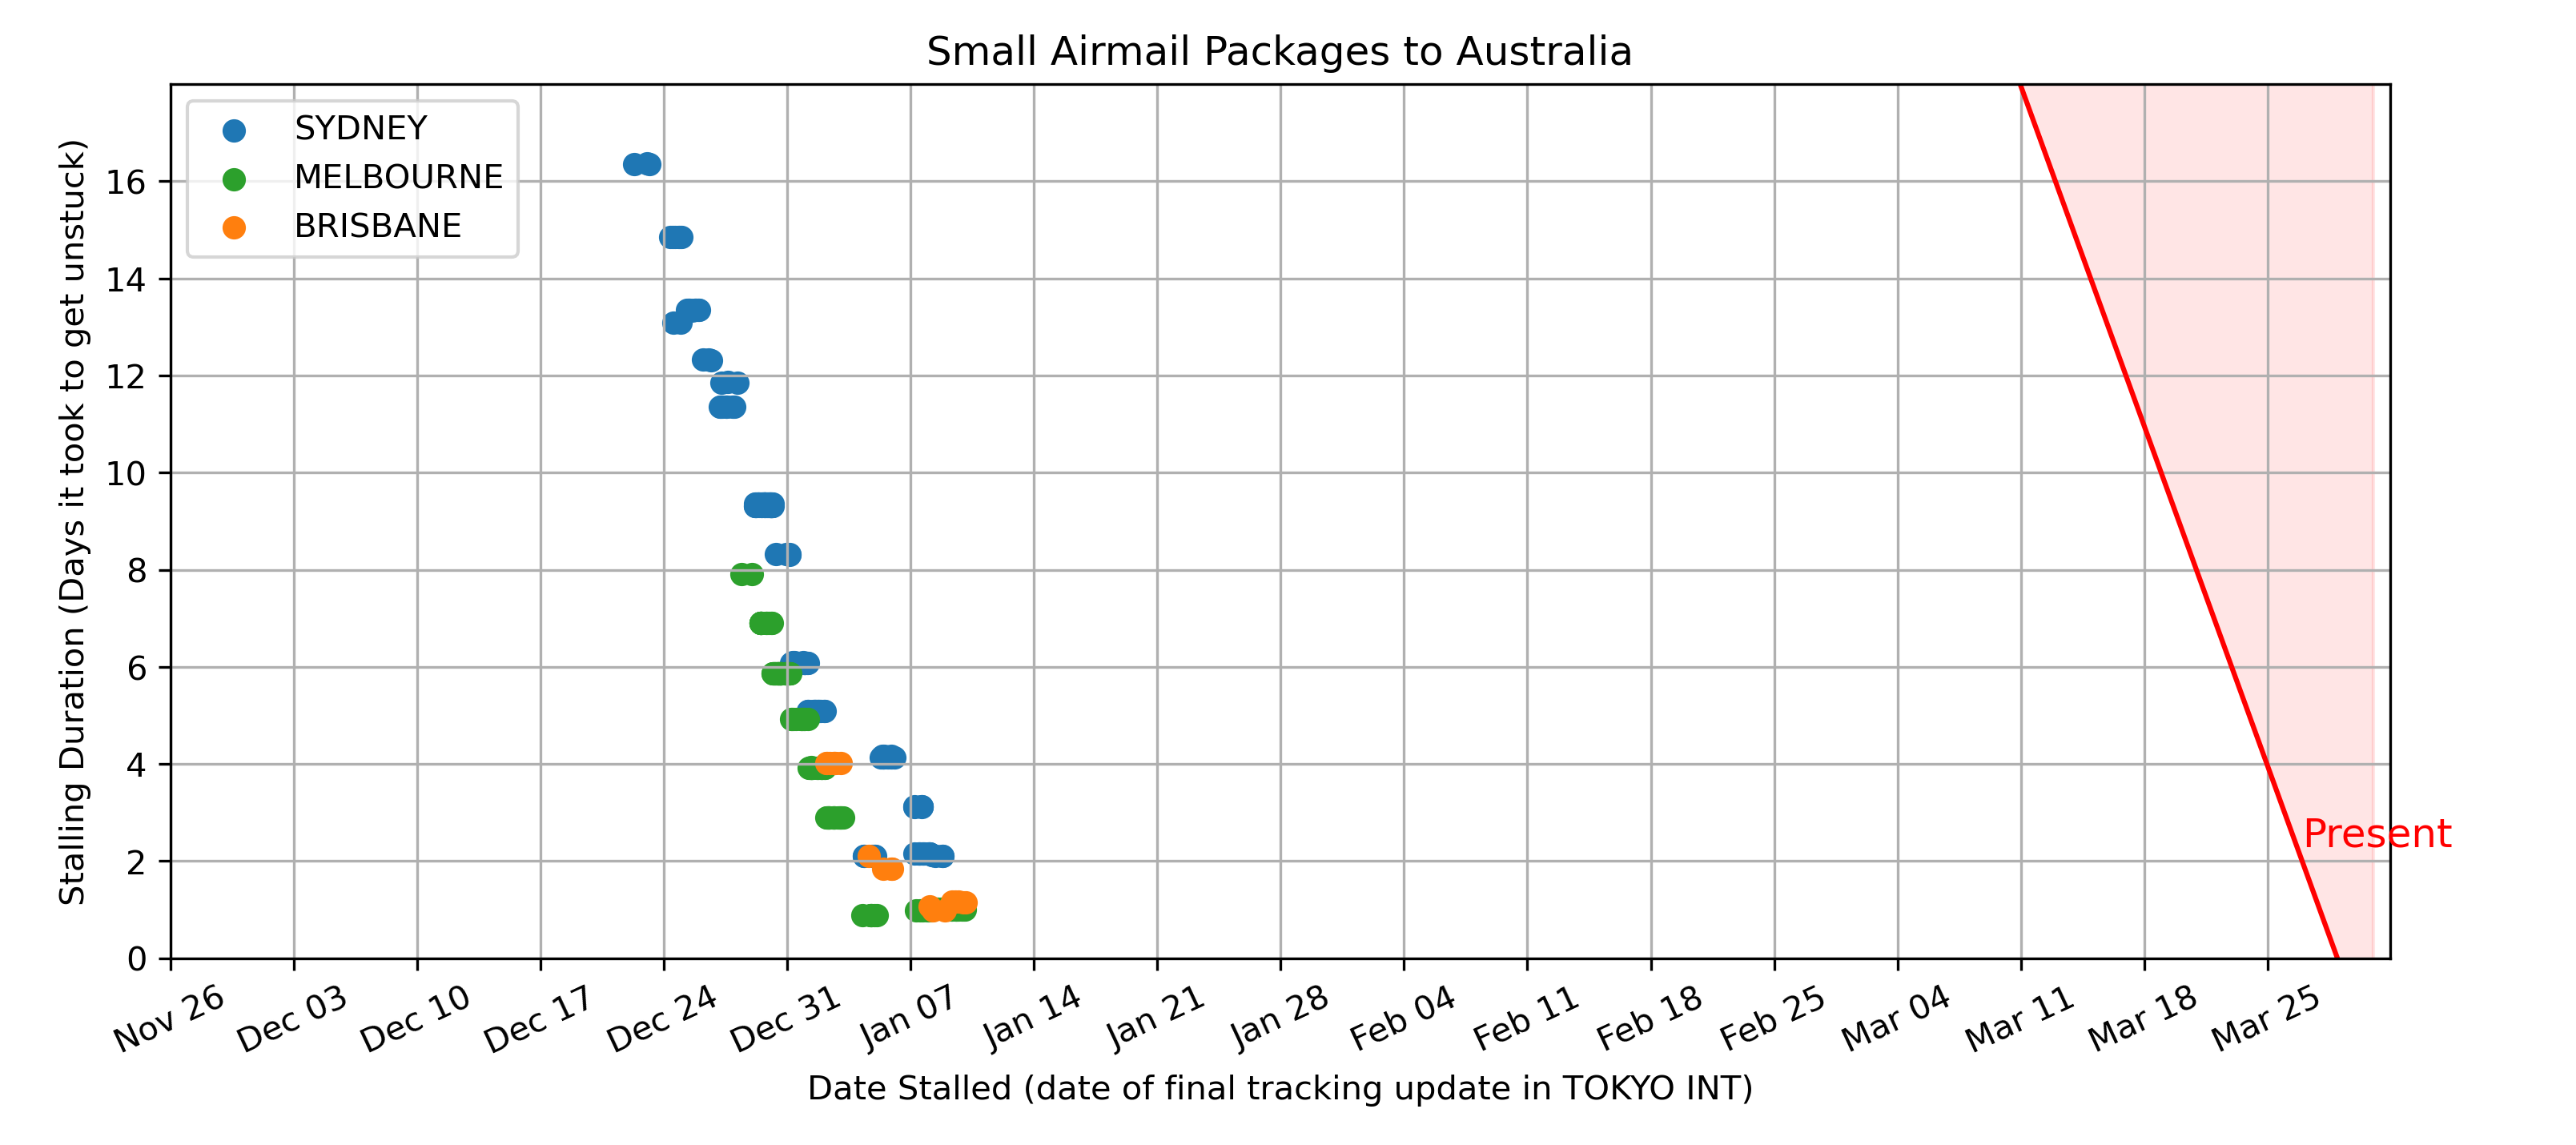 Small Airmail Packages to Australia
SYDNEY
MELBOURNE
BRISBANE
Stalling Duration (Days it took to get unstuck)
16
14
12
10
8
6
4
2
0
Present
Nov 26
Dec 03
Dec 10
Dec 17
Dec 24
Dec 31
Jan 07
Jan 14
Jan 21
Jan 28
Feb 04
Feb 11
Feb 18
Feb 25
Mar 04
Mar 11
Mar 18
Mar 25
Date Stalled (date of final tracking update in TOKYO INT)